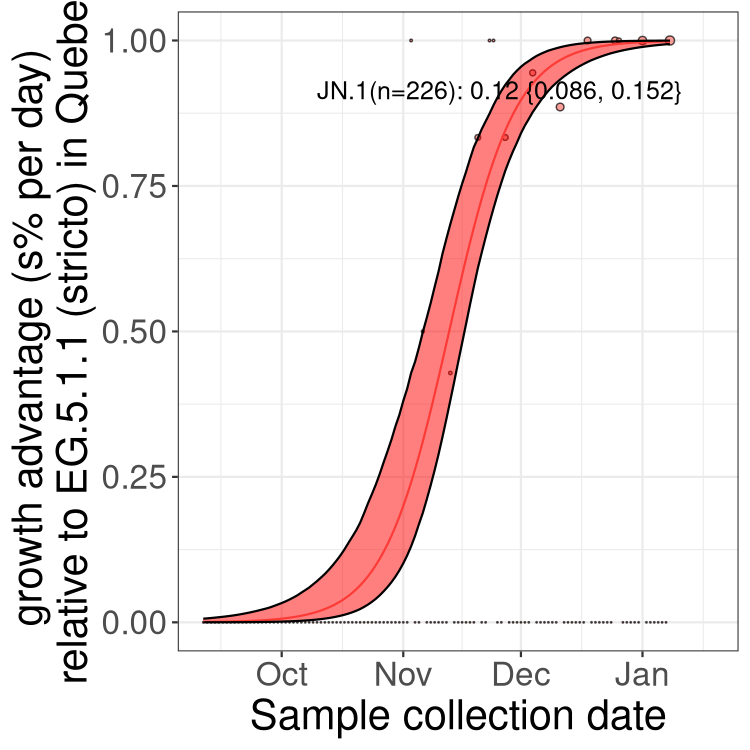 growth advantage (s% per day)
relative to EG.5.1.1 (stricto) in Quebe
1.00
0.75
0.50
0.25
0.00
JN.1(n=226): 0.12 {0.086, 0.152}
Oct Nov Dec Jan
Sample collection date